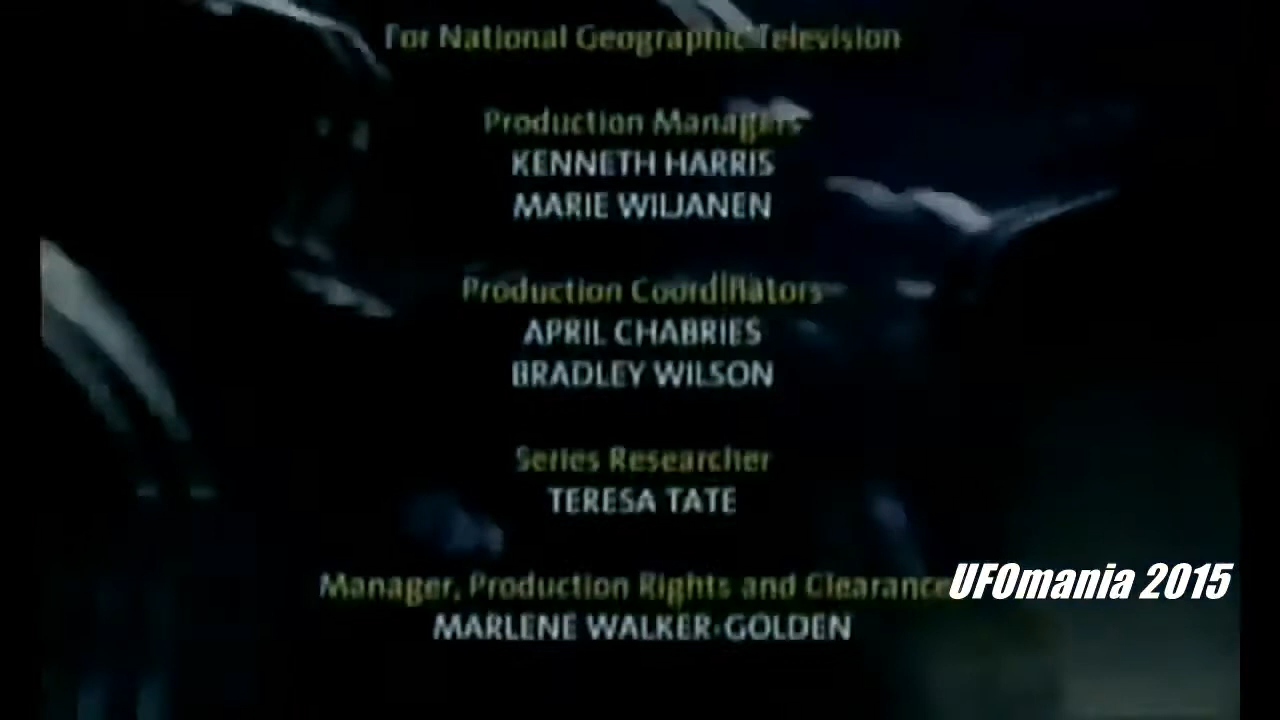 For National Geographic Television
Production Managers
KENNETH HARRIS
MARIE WILJANEN
Production Coordinators
APRIL CHABRIES
BRADLEY WILSON
Series Researcher
TERESA TATE
Manager, Production Rights and Clearance
MARLENE WALKER-GOLDEN
UFOmania 2015